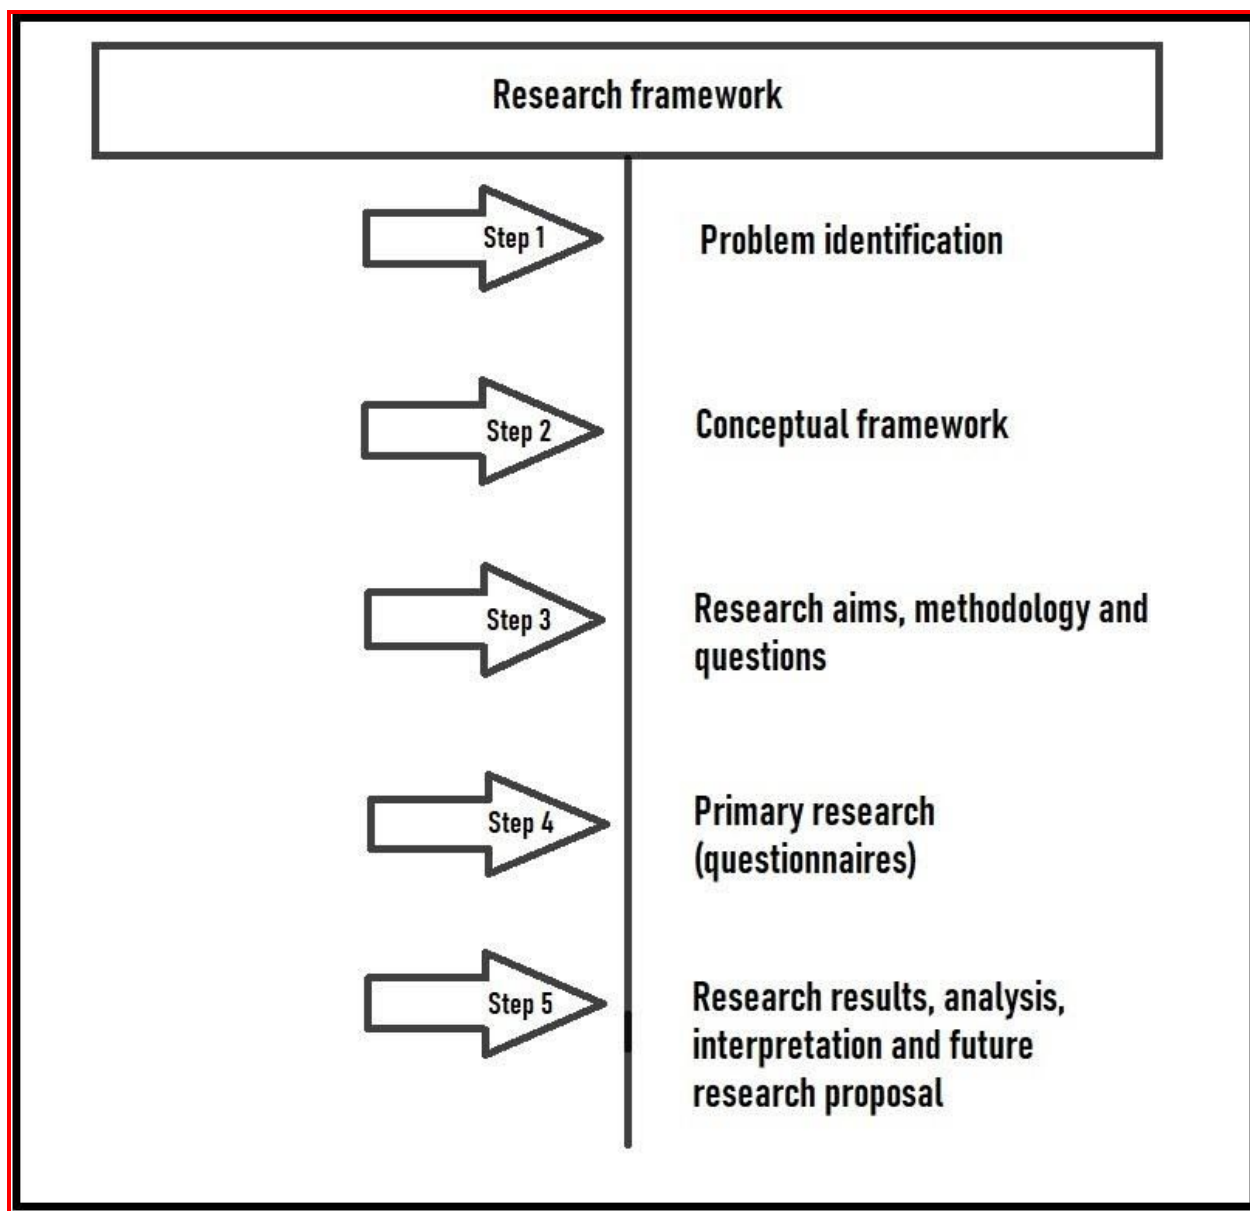 Research framework
Step 1
Problem identification
Step 2
Conceptual framework
Step 3
Research aims, methodology and
questions
Step 4
Primary research
(questionnaires)
Step 5
Research results, analysis,
interpretation and future
research proposal